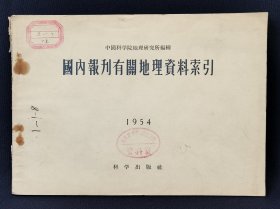 中國科学院地理研究所編輯
國內報刊有關地理資料索引
1954
科学出版社